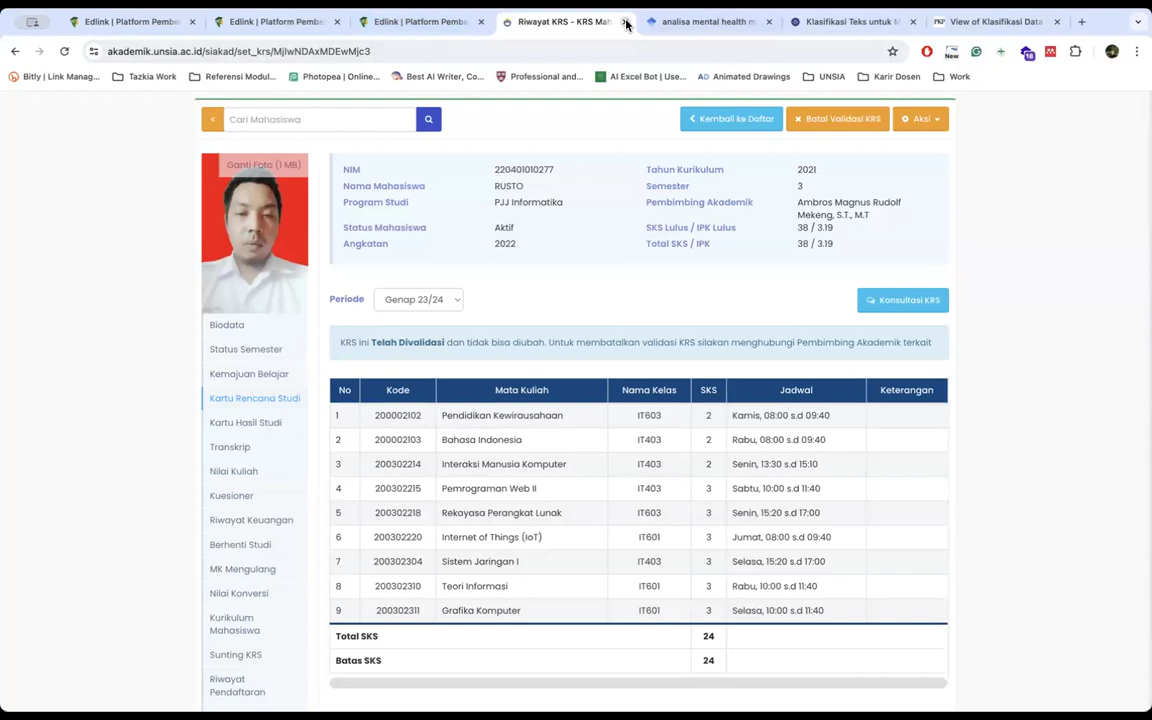 Edlink | Platform Pembe
Edlink | Platform Pembe
Edlink | Platform Pembe
Riwayat KRS - KRS Mah
analisa mental health m
Klasifikasi Teks untuk M
View of Klasifikasi Data
akademik.unsia.ac.id/siakad/set_krs/MjIwNDAxMDEwMjc3
Bitly | Link Manag...
Tazkia Work
Referensi Modul...
Photopea | Online...
Best AI Writer, Co...
Professional and...
AI Excel Bot | Use...
AD Animated Drawings
UNSIA
Karir Dosen
Work
New
18
Cari Mahasiswa
Kembali ke Daftar
Batal Validasi KRS
Aksi
Ganti Foto (1 MB)
NIM 220401010277 Tahun Kurikulum 2021
Nama Mahasiswa RUSTO Semester 3
Program Studi PJJ Informatika Pembimbing Akademik Ambros Magnus Rudolf
Mekeng, S.T., M.T
Status Mahasiswa Aktif SKS Lulus / IPK Lulus 38 / 3.19
Angkatan 2022 Total SKS / IPK 38 / 3.19
Periode Genap 23/24 Konsultasi KRS
KRS ini Telah Divalidasi dan tidak bisa diubah. Untuk membatalkan validasi KRS silakan menghubungi Pembimbing Akademik terkait
Biodata
Status Semester
Kemajuan Belajar
Kartu Rencana Studi
Kartu Hasil Studi
Transkrip
Nilai Kuliah
Kuesioner
Riwayat Keuangan
Berhenti Studi
MK Mengulang
Nilai Konversi
Kurikulum
Mahasiswa
Sunting KRS
Riwayat
Pendaftaran
No Kode Mata Kuliah Nama Kelas SKS Jadwal Keterangan
1 200002102 Pendidikan Kewirausahaan IT603 2 Kamis, 08:00 s.d 09:40
2 200002103 Bahasa Indonesia IT403 2 Rabu, 08:00 s.d 09:40
3 200302214 Interaksi Manusia Komputer IT403 2 Senin, 13:30 s.d 15:10
4 200302215 Pemrograman Web II IT403 3 Sabtu, 10:00 s.d 11:40
5 200302218 Rekayasa Perangkat Lunak IT603 3 Senin, 15:20 s.d 17:00
6 200302220 Internet of Things (IoT) IT601 3 Jumat, 08:00 s.d 09:40
7 200302304 Sistem Jaringan I IT403 3 Selasa, 15:20 s.d 17:00
8 200302310 Teori Informasi IT601 3 Rabu, 10:00 s.d 11:40
9 200302311 Grafika Komputer IT601 3 Selasa, 10:00 s.d 11:40
Total SKS 24
Batas SKS 24